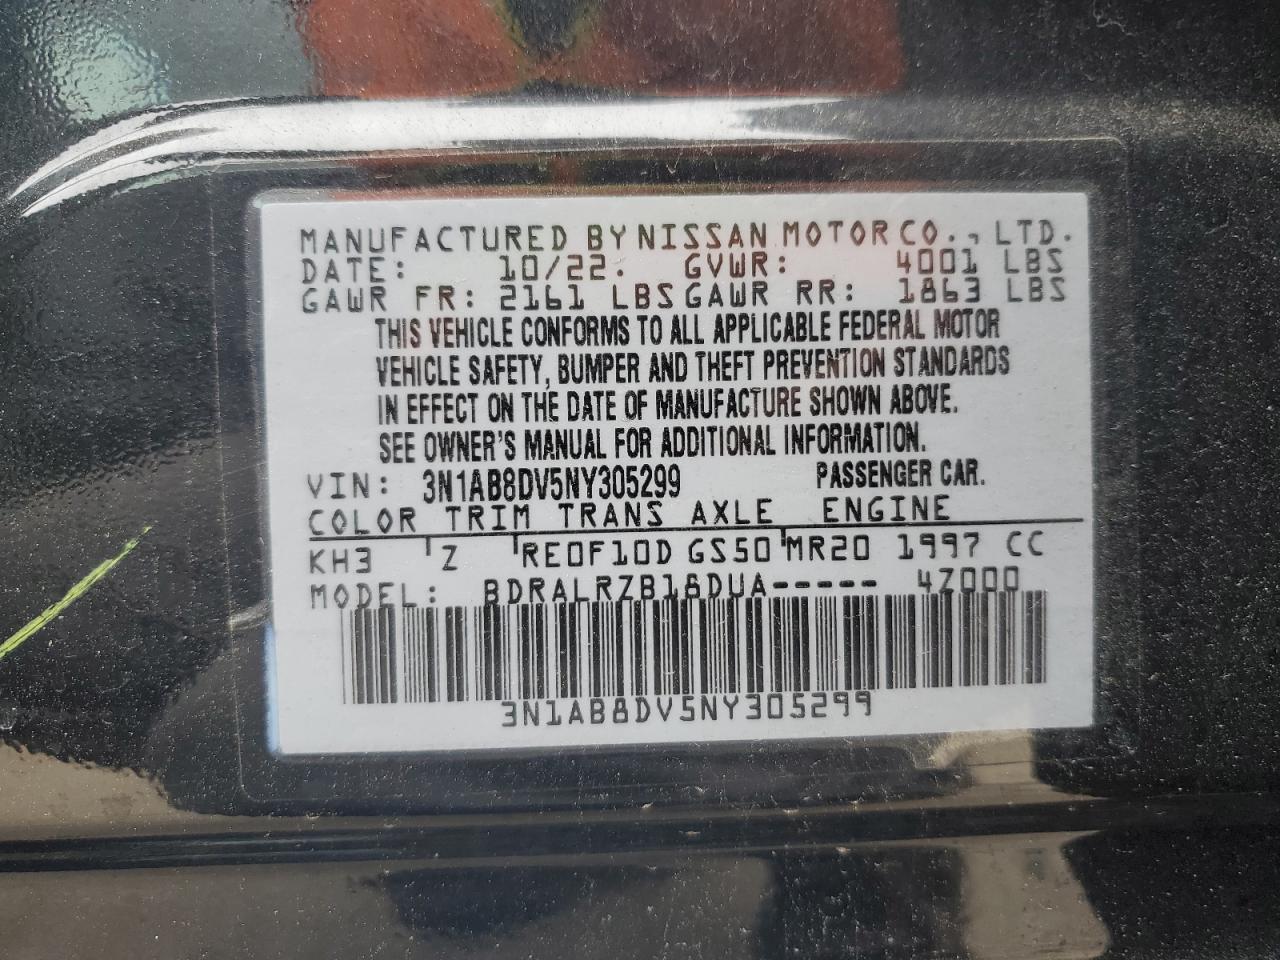 MANUFACTURED BY NISSAN MOTOR CO., LTD.
DATE: 10/22. GVWR: 4001 LBS
GAWR FR: 2161 LBS GAWR RR: 1863 LBS
THIS VEHICLE CONFORMS TO ALL APPLICABLE FEDERAL MOTOR
VEHICLE SAFETY, BUMPER AND THEFT PREVENTION STANDARDS
IN EFFECT ON THE DATE OF MANUFACTURE SHOWN ABOVE.
SEE OWNER'S MANUAL FOR ADDITIONAL INFORMATION.
VIN: 3N1AB8DV5NY305299 PASSENGER CAR.
COLOR TRIM TRANS AXLE ENGINE
KH3 Z RE0F10D GS50 MR20 1997 CC
MODEL: BDRALRZB18DUA----- 4Z000
3N1AB8DV5NY305299